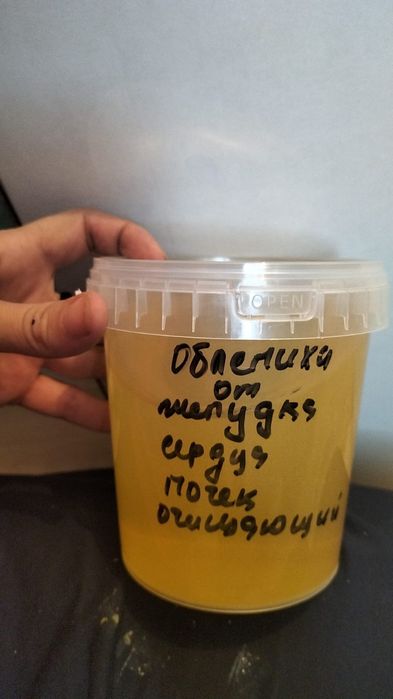 OPEN
Облепиха
от
желудка
сердца
почек
очищающий